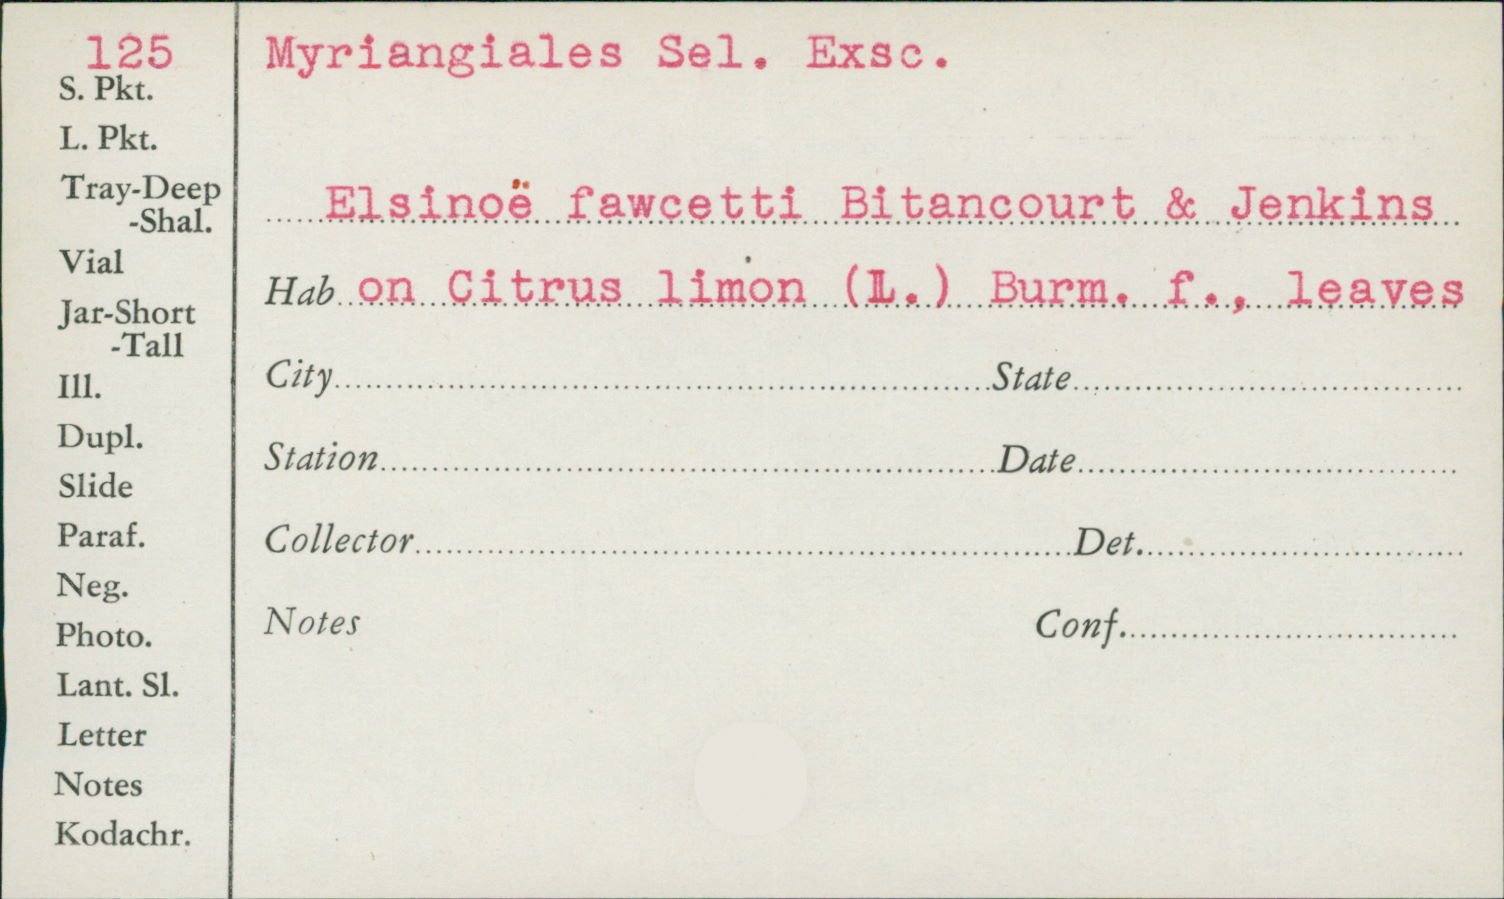 125
S. Pkt.
L. Pkt.
Tray-Deep
-Shal.
Vial
Jar-Short
-Tall
Ill.
Dupl.
Slide
Paraf.
Neg.
Photo.
Lant. Sl.
Letter
Notes
Kodachr.
Myriangiales Sel. Exsc.
Elsinoë fawcetti Bitancourt & Jenkins
Hab on Citrus limon (L.) Burm. f., leaves
City State
Station Date
Collector Det.
Notes Conf.